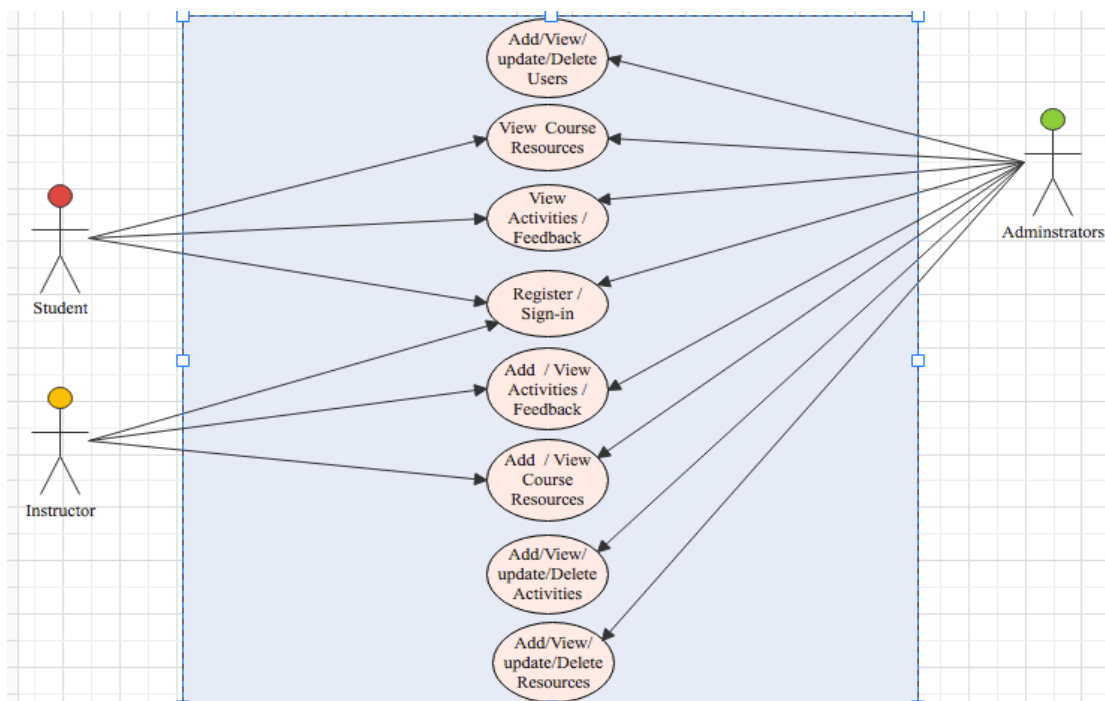 Add/View/
update/Delete
Users
View Course
Resources
View
Activities /
Feedback
Register /
Sign-in
Add / View
Activities /
Feedback
Add / View
Course
Resources
Add/View/
update/Delete
Activities
Add/View/
update/Delete
Resources
Student
Instructor
Adminstrators